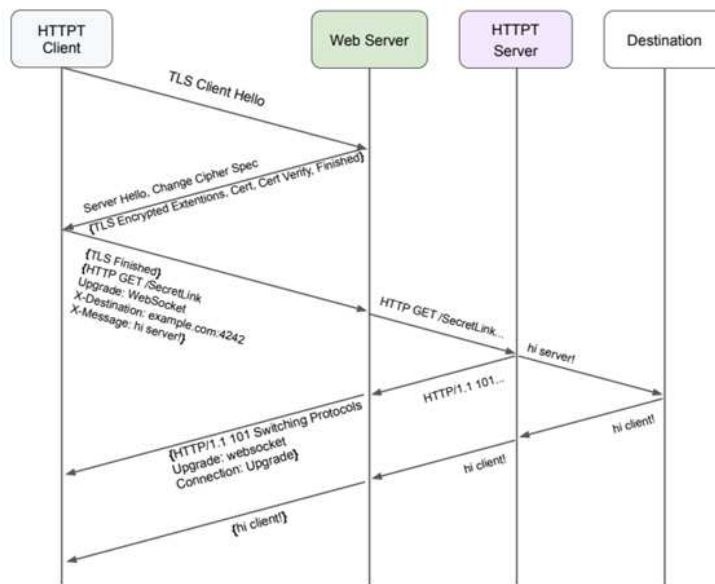 HTTPT
Client
Web Server
HTTPT
Server
Destination
TLS Client Hello
Server Hello, Change Cipher Spec
{TLS Encrypted Extentions, Cert, Cert Verify, Finished}
{TLS Finished}
{HTTP GET /SecretLink
Upgrade: WebSocket
X-Destination: example.com:4242
X-Message: hi server!}
HTTP GET /SecretLink...
hi server!
HTTP/1.1 101...
{HTTP/1.1 101 Switching Protocols
Upgrade: websocket
Connection: Upgrade}
hi client!
hi client!
{hi client!}